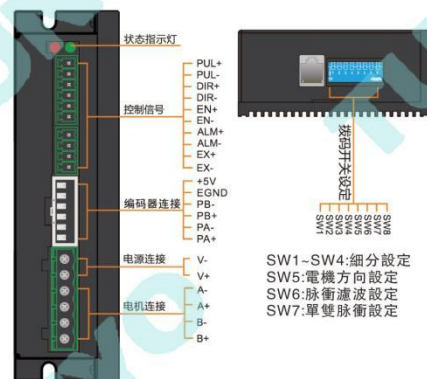 状态指示灯
控制信号
PUL+
PUL-
DIR+
DIR-
EN+
EN-
ALM+
ALM-
EX+
EX-
编码器连接
+5V
EGND
PB-
PB+
PA-
PA+
电源连接
V-
V+
电机连接
A-
A+
B-
B+
拨码开关设定
SW1
SW2
SW3
SW4
SW5
SW6
SW7
SW8
SW1~SW4:細分設定
SW5:電機方向設定
SW6:脉衝濾波設定
SW7:單雙脉衝設定